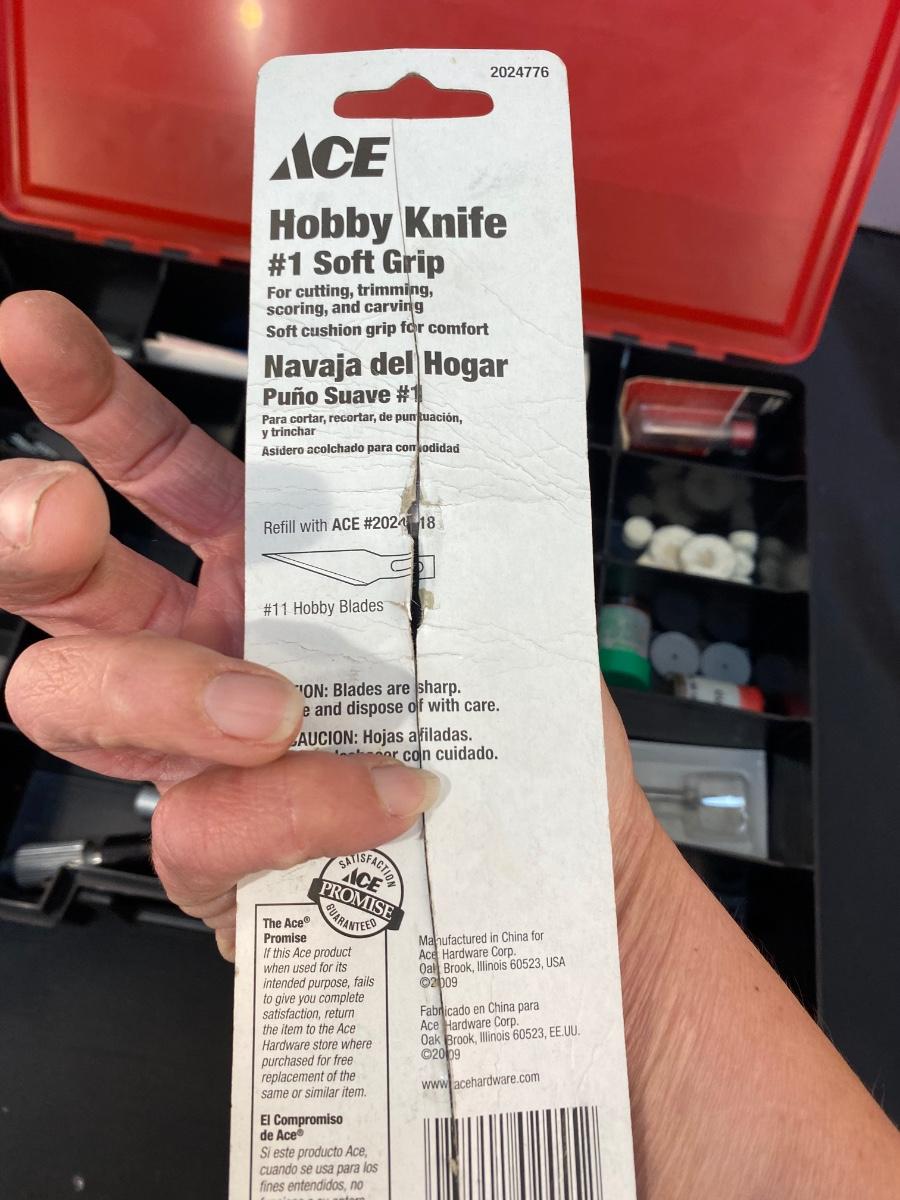 2024776
ACE
Hobby Knife
#1 Soft Grip
For cutting, trimming,
scoring, and carving
Soft cushion grip for comfort
Navaja del Hogar
Puño Suave #1
Para cortar, recortar, de puntuación,
y trinchar
Asidero acolchado para comodidad
Refill with ACE #2024 18
#11 Hobby Blades
ION: Blades are sharp.
e and dispose of with care.
CAUCION: Hojas afiladas.
con cuidado.
SATISFACTION
ACE
PROMISE
GUARANTEED
The Ace®
Promise
If this Ace product
when used for its
intended purpose, fails
to give you complete
satisfaction, return
the item to the Ace
Hardware store where
purchased for free
replacement of the
same or similar item.
El Compromiso
de Ace®
Si este producto Ace,
cuando se usa para los
fines entendidos, no
Manufactured in China for
Ace Hardware Corp.
Oak Brook, Illinois 60523, USA
©2009
Fabricado en China para
Ace Hardware Corp.
Oak Brook, Illinois 60523, EE.UU.
©2009
www.acehardware.com